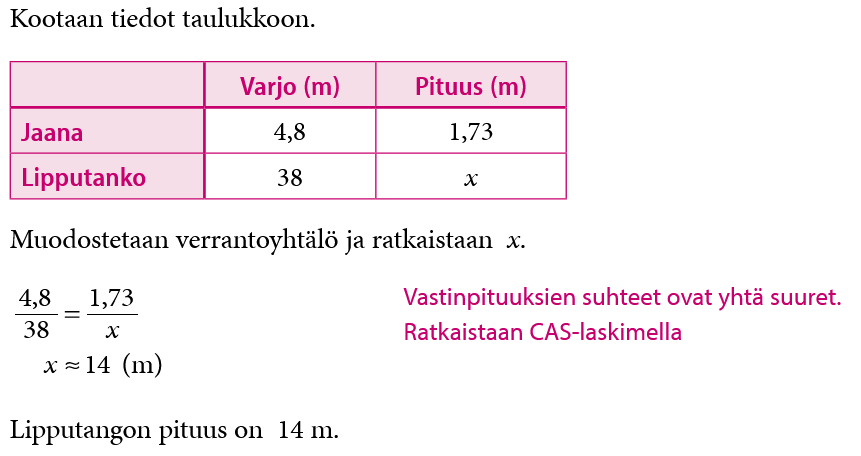 Kootaan tiedot taulukkoon.
Varjo (m) Pituus (m)
Jaana 4,8 1,73
Lipputanko 38 x
Muodostetaan verrantoyhtälö ja ratkaistaan x.
4,8/38 = 1,73/x Vastinpituuksien suhteet ovat yhtä suuret.
Ratkaistaan CAS-laskimella
x ≈ 14 (m)
Lipputangon pituus on 14 m.